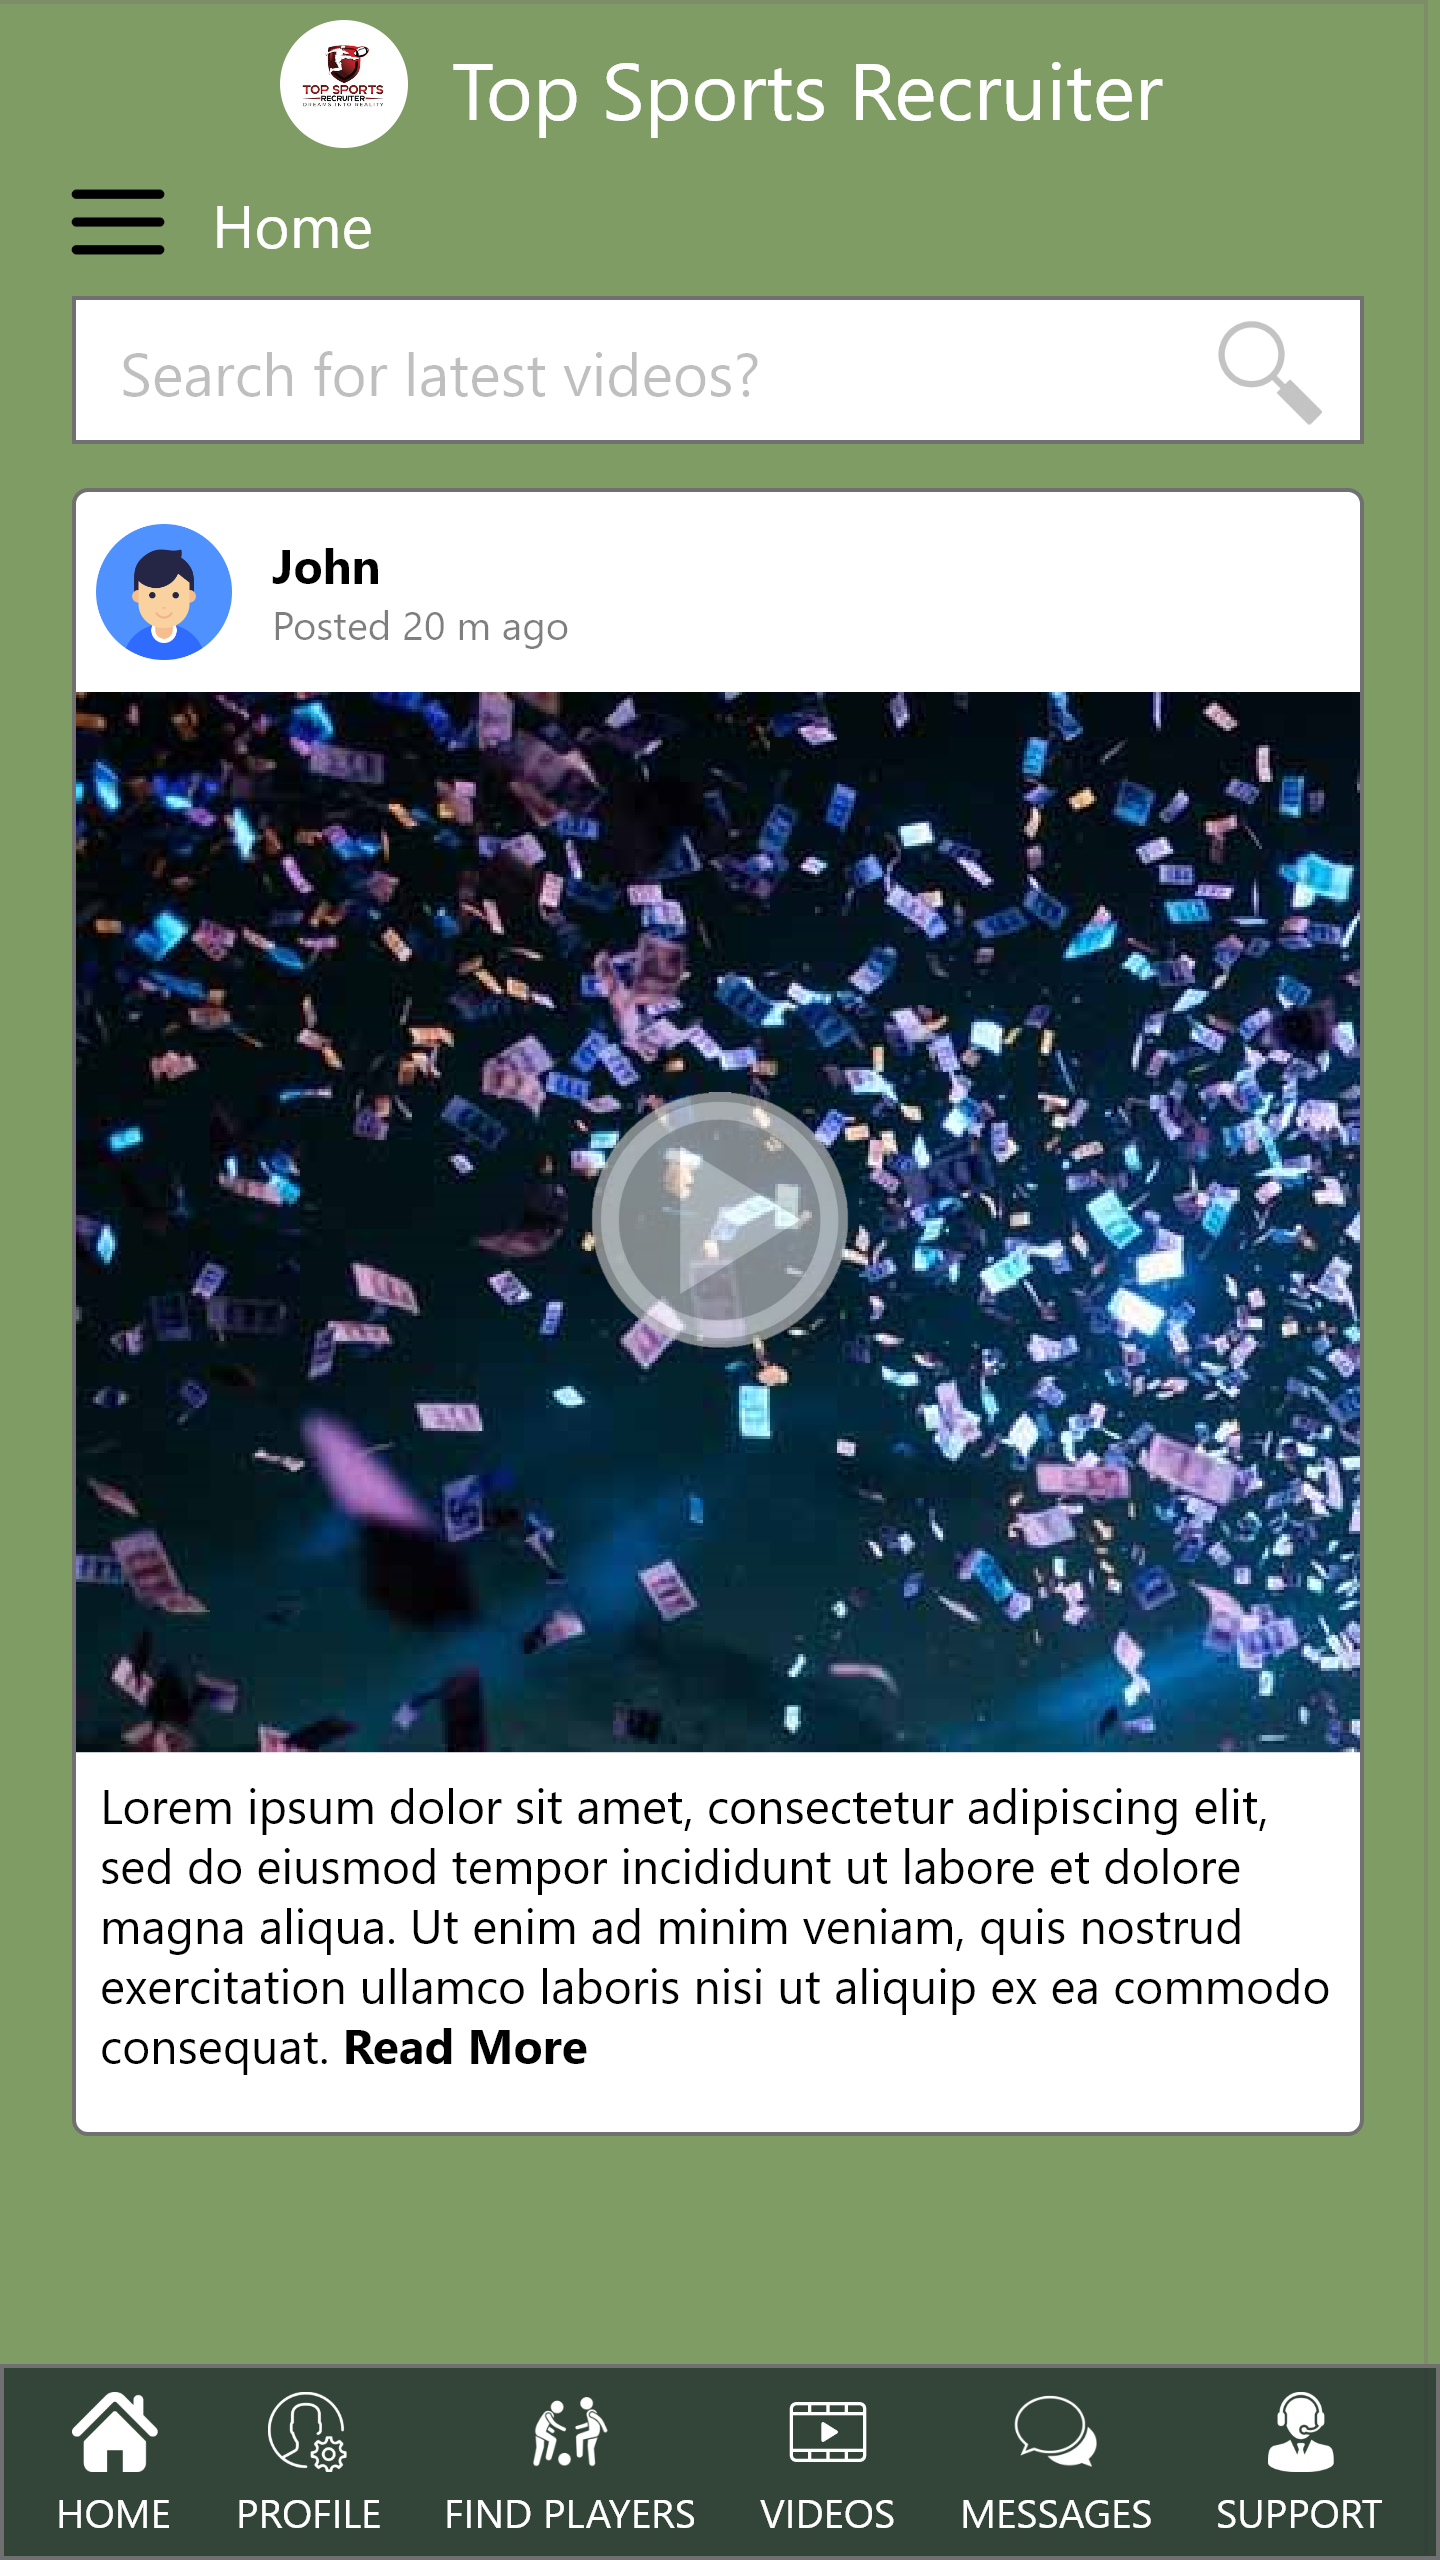 TOP SPORTS
RECRUITER
DREAMS INTO REALITY
Top Sports Recruiter
Home
Search for latest videos?
John
Posted 20 m ago
Lorem ipsum dolor sit amet, consectetur adipiscing elit,
sed do eiusmod tempor incididunt ut labore et dolore
magna aliqua. Ut enim ad minim veniam, quis nostrud
exercitation ullamco laboris nisi ut aliquip ex ea commodo
consequat. Read More
HOME PROFILE FIND PLAYERS VIDEOS MESSAGES SUPPORT